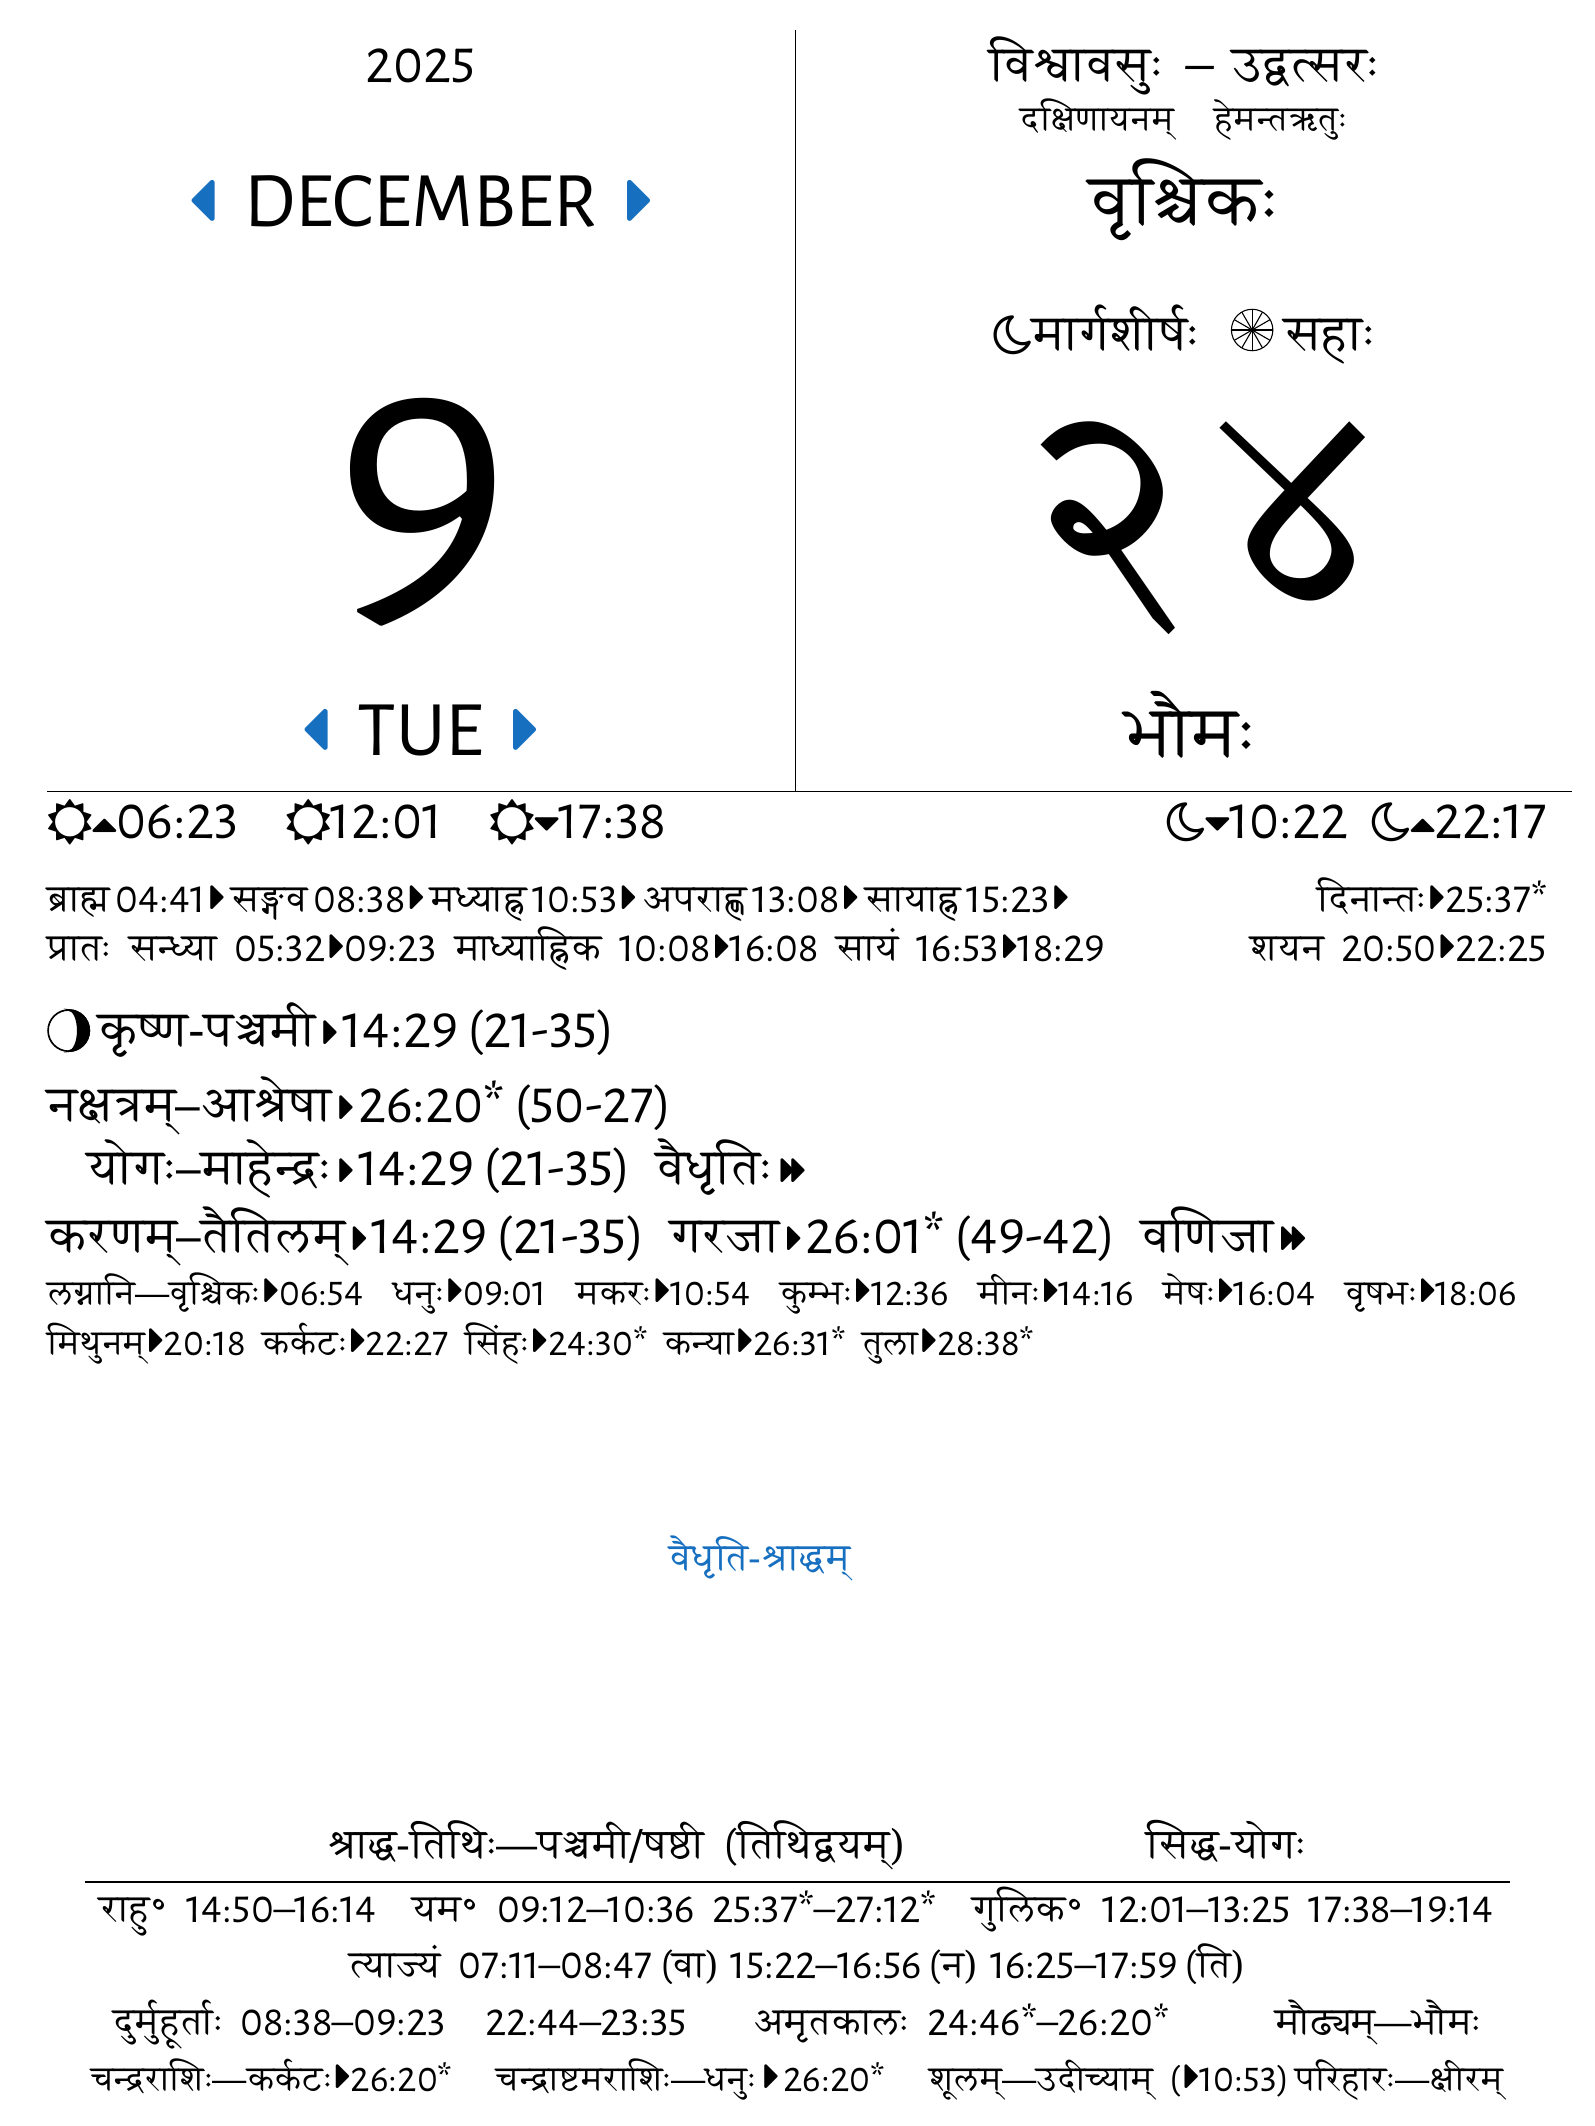 2025
DECEMBER
9
TUE
विश्वावसुः – उद्वत्सरः
दक्षिणायनम् हेमन्तऋतुः
वृश्चिकः
मार्गशीर्षः सहाः
२४
भौमः
06:23 12:01 17:38 10:22 22:17
ब्राह्म 04:41 सङ्गव 08:38 मध्याह्न 10:53 अपराह्ण 13:08 सायाह्न 15:23 दिनान्तः 25:37*
प्रातः सन्ध्या 05:32 09:23 माध्याह्निक 10:08 16:08 सायं 16:53 18:29 शयन 20:50 22:25
कृष्ण-पञ्चमी 14:29 (21-35)
नक्षत्रम्–आश्रेषा 26:20* (50-27)
योगः–माहेन्द्रः 14:29 (21-35) वैधृतिः
करणम्–तैतिलम् 14:29 (21-35) गरजा 26:01* (49-42) वणिजा
लग्नानि—वृश्चिकः 06:54 धनुः 09:01 मकरः 10:54 कुम्भः 12:36 मीनः 14:16 मेषः 16:04 वृषभः 18:06
मिथुनम् 20:18 कर्कटः 22:27 सिंहः 24:30* कन्या 26:31* तुला 28:38*
वैधृति-श्राद्धम्
श्राद्ध-तिथिः—पञ्चमी/षष्ठी (तिथिद्वयम्) सिद्ध-योगः
राहु॰ 14:50–16:14 यम॰ 09:12–10:36 25:37*–27:12* गुलिक॰ 12:01–13:25 17:38–19:14
त्याज्यं 07:11–08:47 (वा) 15:22–16:56 (न) 16:25–17:59 (ति)
दुर्मुहूर्ताः 08:38–09:23 22:44–23:35 अमृतकालः 24:46*–26:20* मौढ्यम्—भौमः
चन्द्रराशिः—कर्कटः 26:20* चन्द्राष्टमराशिः—धनुः 26:20* शूलम्—उदीच्याम् ( 10:53) परिहारः—क्षीरम्